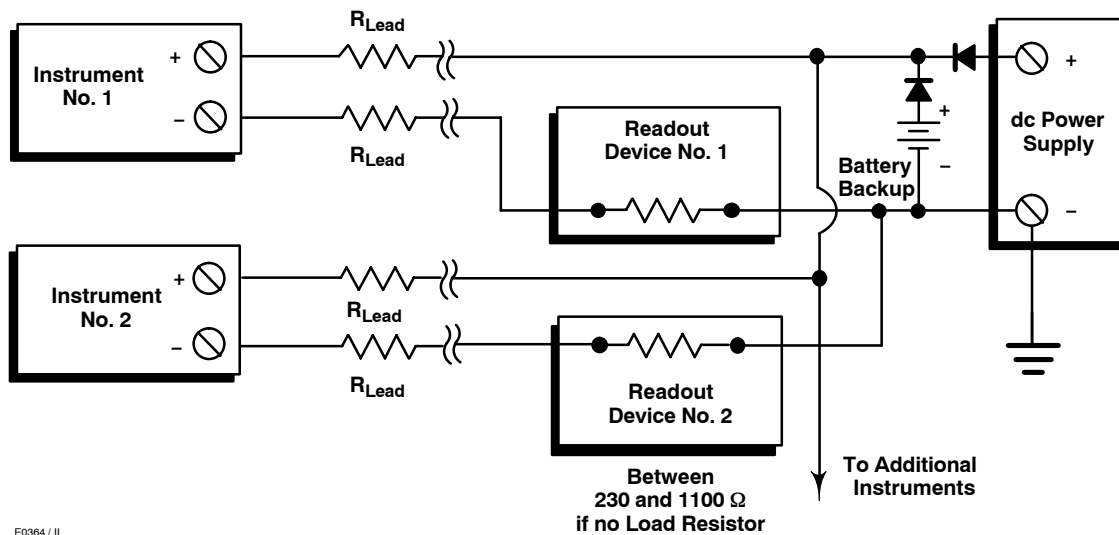 R_Lead
+
Instrument
No. 1
–
R_Lead
Readout
Device No. 1
Battery
Backup
+
–
+
dc Power
Supply
–
Instrument
No. 2
+
–
R_Lead
R_Lead
Readout
Device No. 2
Between
230 and 1100 Ω
if no Load Resistor
To Additional
Instruments
E0364 / II